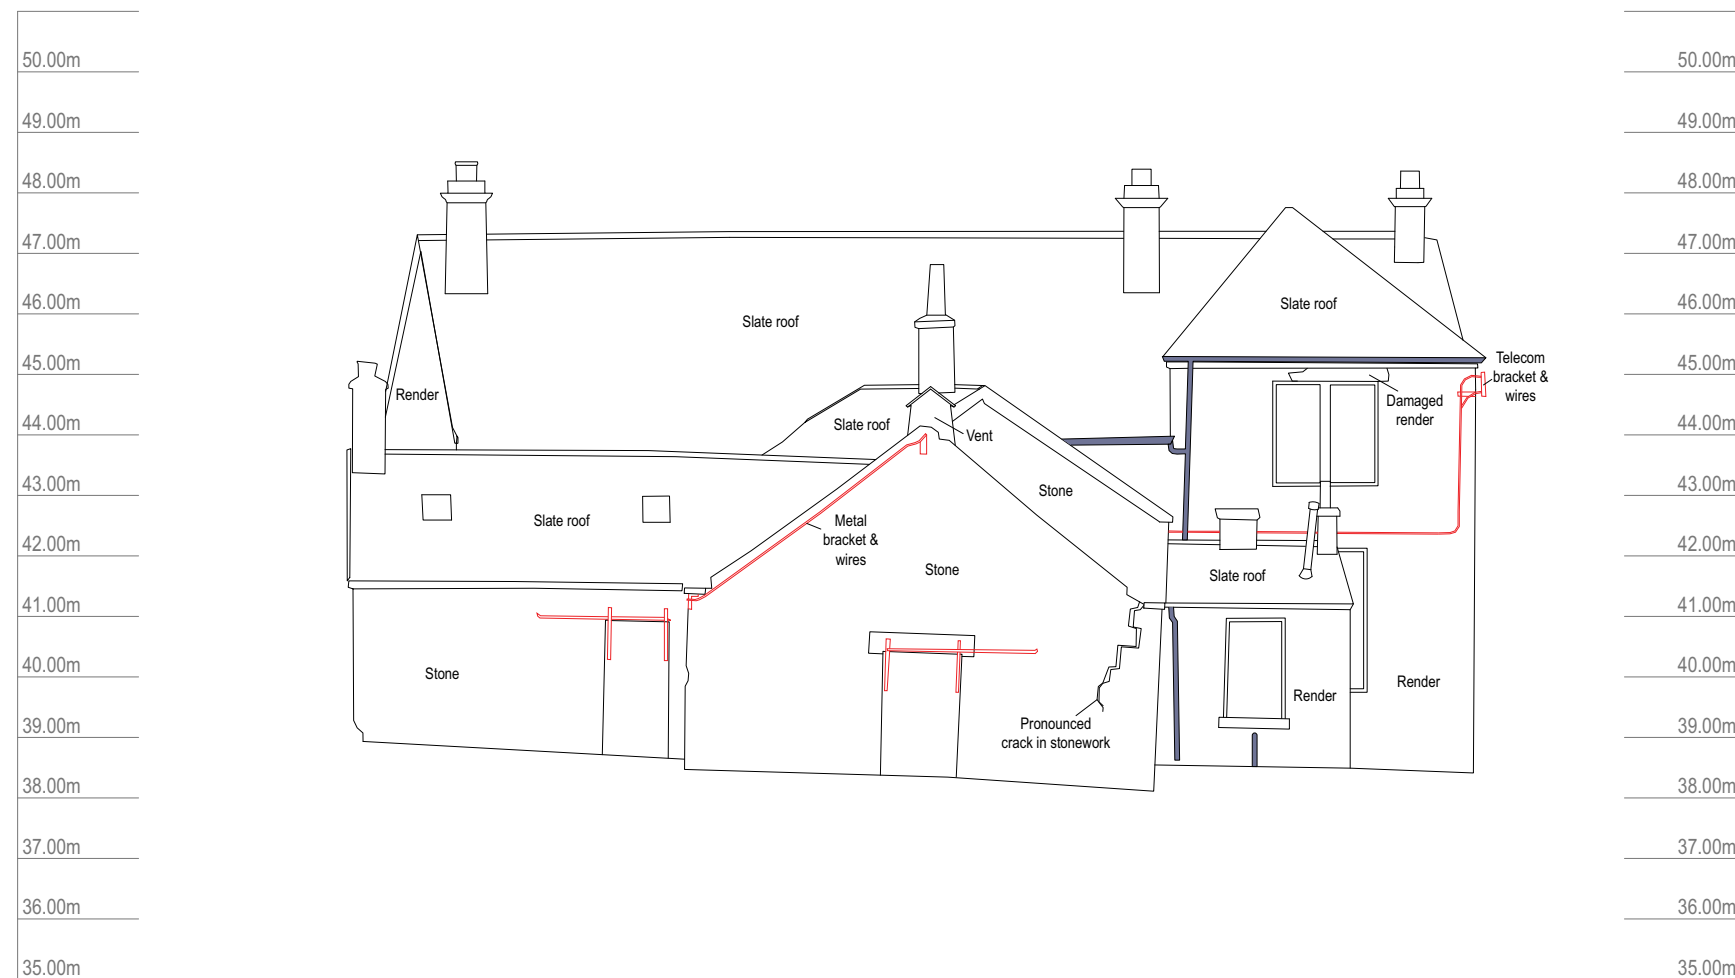 50.00m
50.00m
49.00m
49.00m
48.00m
48.00m
47.00m
47.00m
46.00m
46.00m
Slate roof
Slate roof
45.00m
45.00m
Telecom
bracket &
wires
Render
Damaged
render
44.00m
44.00m
Slate roof
Vent
43.00m
43.00m
Stone
Slate roof
Metal
bracket &
wires
42.00m
42.00m
Stone
Slate roof
41.00m
41.00m
40.00m
40.00m
Stone
Render
Render
39.00m
39.00m
Pronounced
crack in stonework
38.00m
38.00m
37.00m
37.00m
36.00m
36.00m
35.00m
35.00m